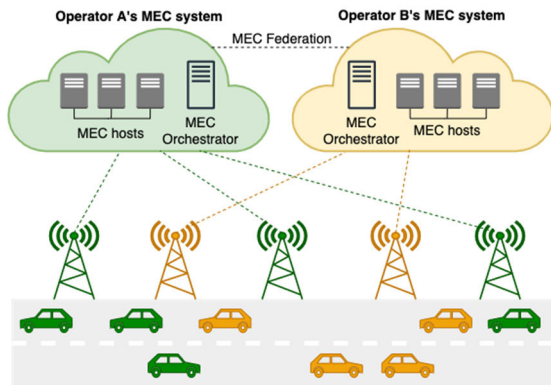 Operator A's MEC system
Operator B's MEC system
MEC Federation
MEC hosts
MEC
Orchestrator
MEC
Orchestrator
MEC hosts